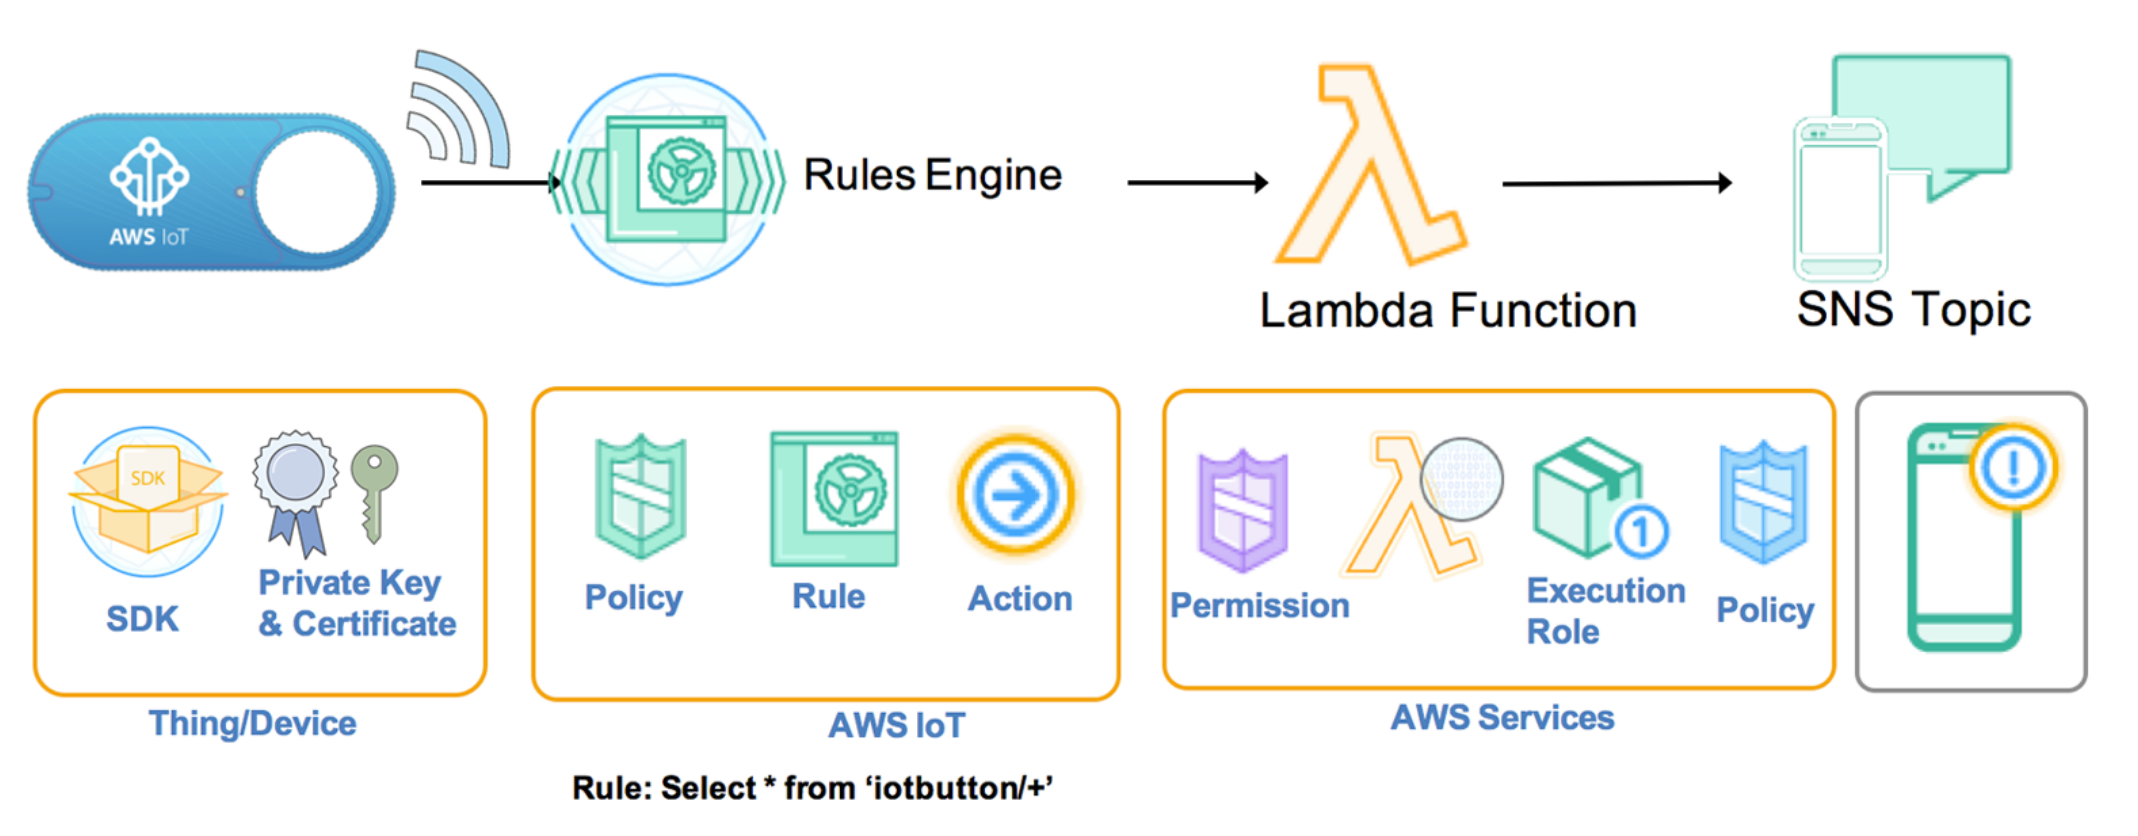 AWS IoT
Rules Engine
Lambda Function
SNS Topic
SDK
SDK
Private Key
& Certificate
Policy
Rule
Action
Permission
1
Execution
Role
Policy
!
Thing/Device
AWS IoT
AWS Services
Rule: Select * from ‘iotbutton/+’